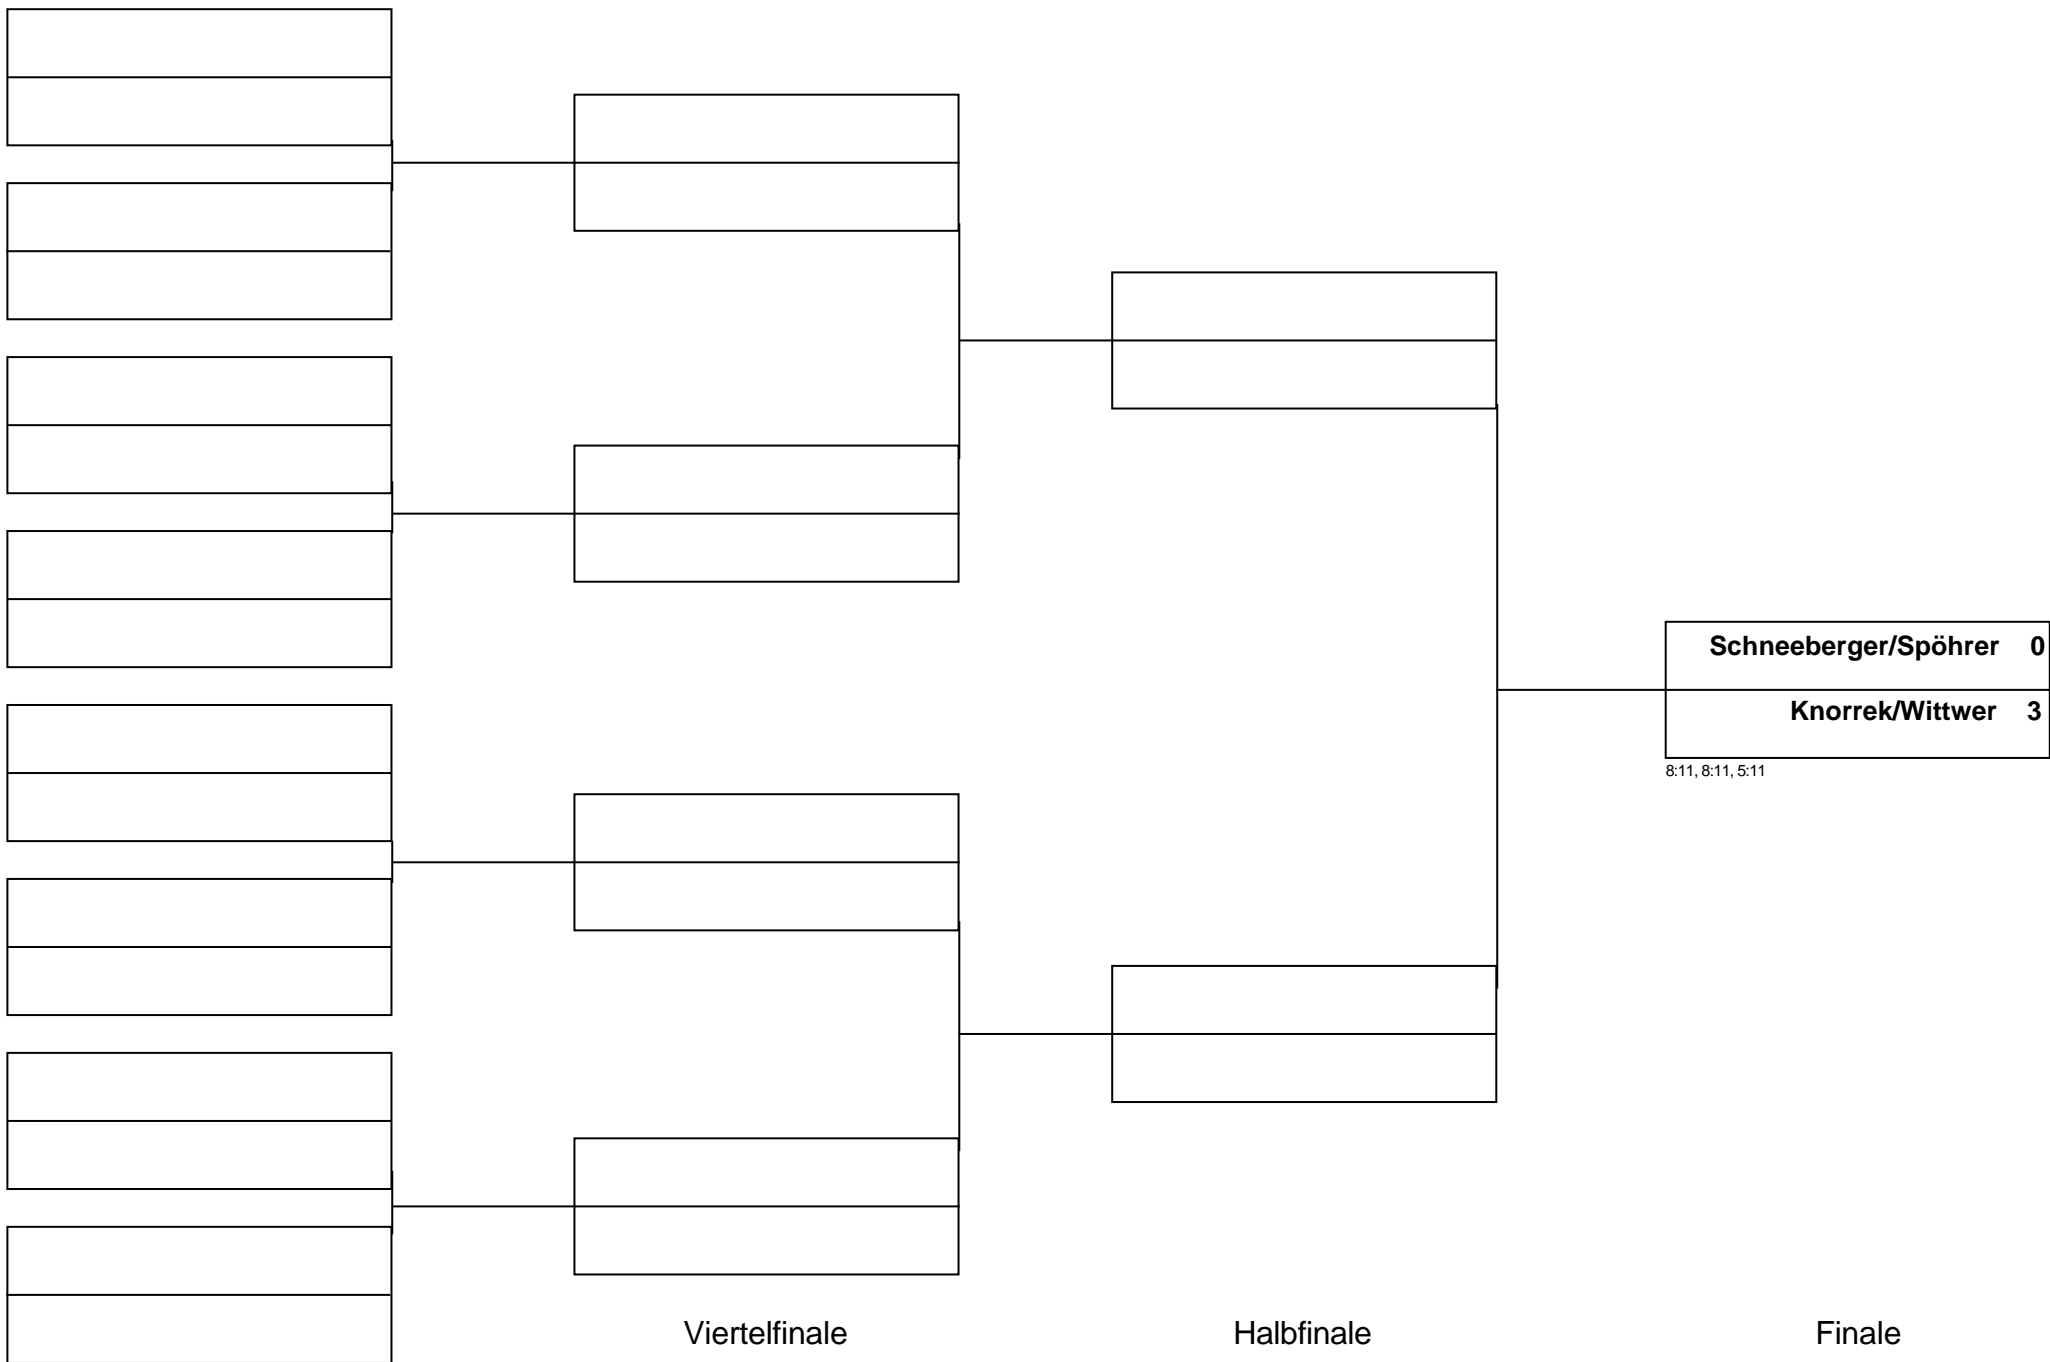 Schneeberger/Spöhrer 0
Knorrek/Wittwer 3
8:11, 8:11, 5:11
Viertelfinale Halbfinale Finale